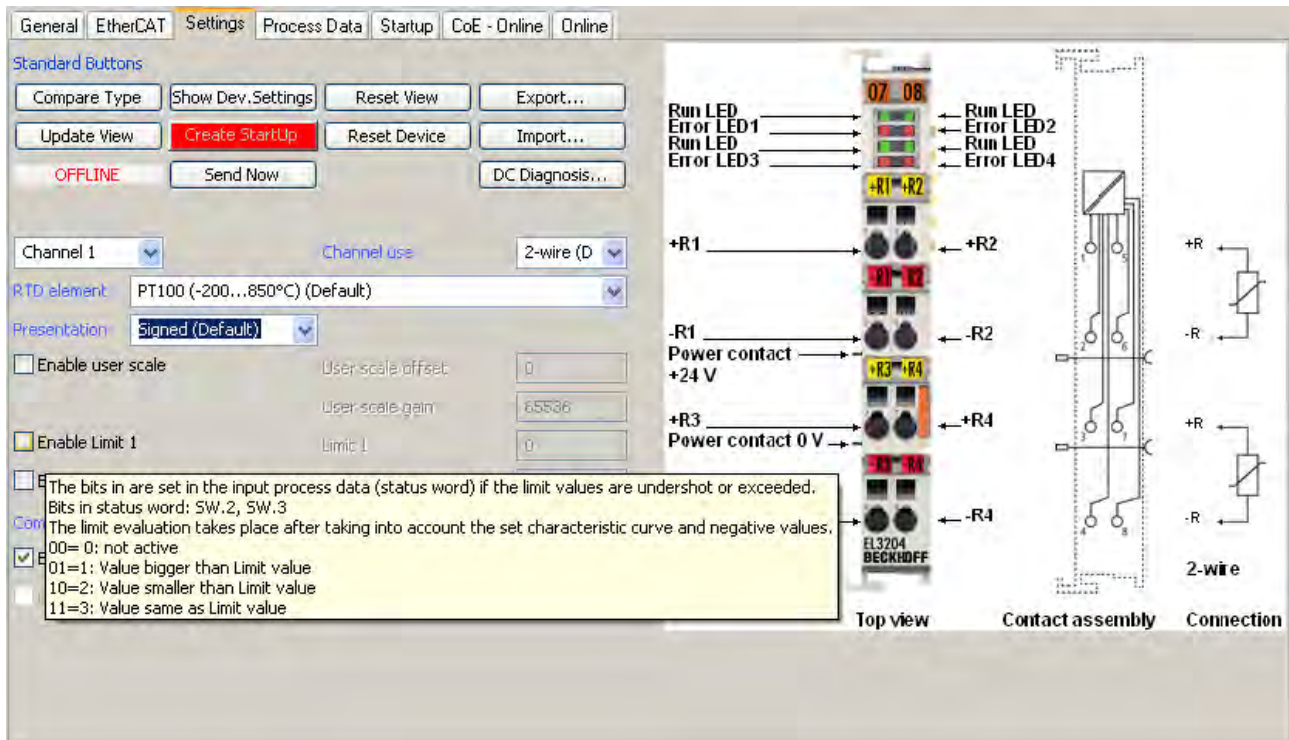 General EtherCAT Settings Process Data Startup CoE - Online Online
Standard Buttons
Compare Type Show Dev.Settings Reset View Export...
Update View Create StartUp Reset Device Import...
OFFLINE Send Now DC Diagnosis...
Channel 1 Channel use 2-wire (D
RTD element PT100 (-200...850°C) (Default)
Presentation Signed (Default)
Enable user scale User scale offset 0
User scale gain 65536
Enable Limit 1 Limit 1 0
The bits in are set in the input process data (status word) if the limit values are undershot or exceeded.
Bits in status word: SW.2, SW.3
The limit evaluation takes place after taking into account the set characteristic curve and negative values.
00= 0: not active
01=1: Value bigger than Limit value
10=2: Value smaller than Limit value
11=3: Value same as Limit value
07 08
Run LED Run LED
Error LED1 Error LED2
Run LED Run LED
Error LED3 Error LED4
+R1 +R2
+R1 +R2
-R1 -R2
-R1 -R2
Power contact
+24 V
+R3 +R4
+R3 +R4
Power contact 0 V
-R3 -R4
-R4
EL3204
BECKHOFF
1 5
2 6
3 7
4 8
+R
-R
+R
-R
2-wire
Top view Contact assembly Connection